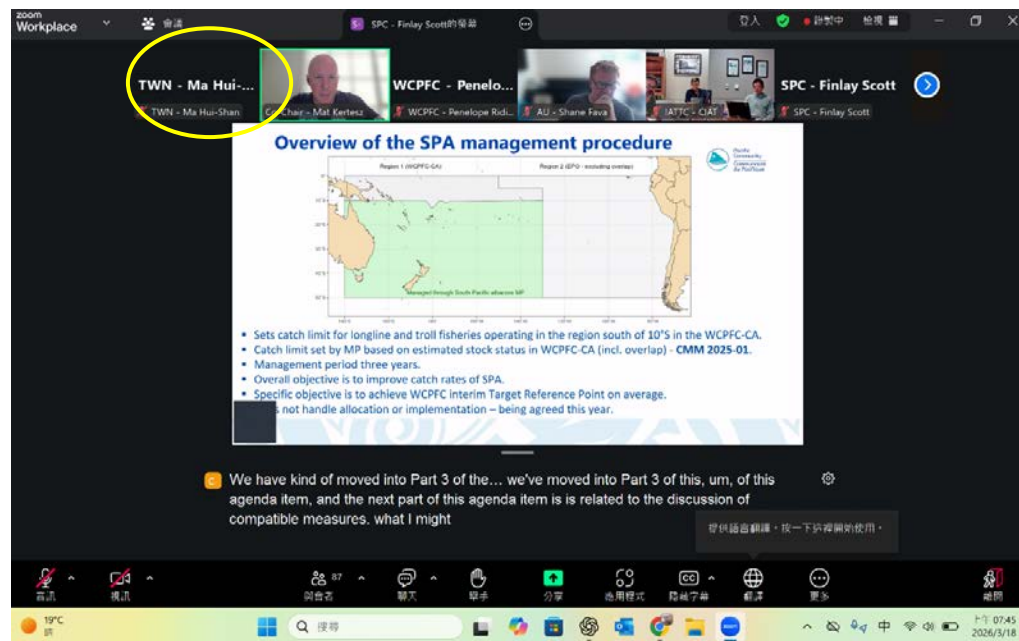 zoom
Workplace
會議
SPC - Finlay Scott的螢幕
登入
錄製中
檢視
TWN - Ma Hui-...
TWN - Ma Hui-Shan
Chair - Mat Kertesz
WCPFC - Penelo...
WCPFC - Penelope Ridi...
AU - Shane Fava
IATTC - CIAT
SPC - Finlay Scott
SPC - Finlay Scott
Overview of the SPA management procedure
Pacific
Community
Communauté
du Pacifique
Region 1 (WCPFC-CA)
Region 2 (EPO - excluding overlap)
Managed through South Pacific albacore MP
Sets catch limit for longline and troll fisheries operating in the region south of 10°S in the WCPFC-CA.
Catch limit set by MP based on estimated stock status in WCPFC-CA (incl. overlap) - CMM 2025-01.
Management period three years.
Overall objective is to improve catch rates of SPA.
Specific objective is to achieve WCPFC interim Target Reference Point on average.
s not handle allocation or implementation – being agreed this year.
C
We have kind of moved into Part 3 of the... we've moved into Part 3 of this, um, of this
agenda item, and the next part of this agenda item is is related to the discussion of
compatible measures. what I might
提供語言翻譯。按一下這裡開始使用。
87
CC
音訊
視訊
與會者
聊天
舉手
分享
應用程式
隱藏字幕
翻譯
更多
離開
19°C
晴
搜尋
中
上午 07:45
2026/3/18